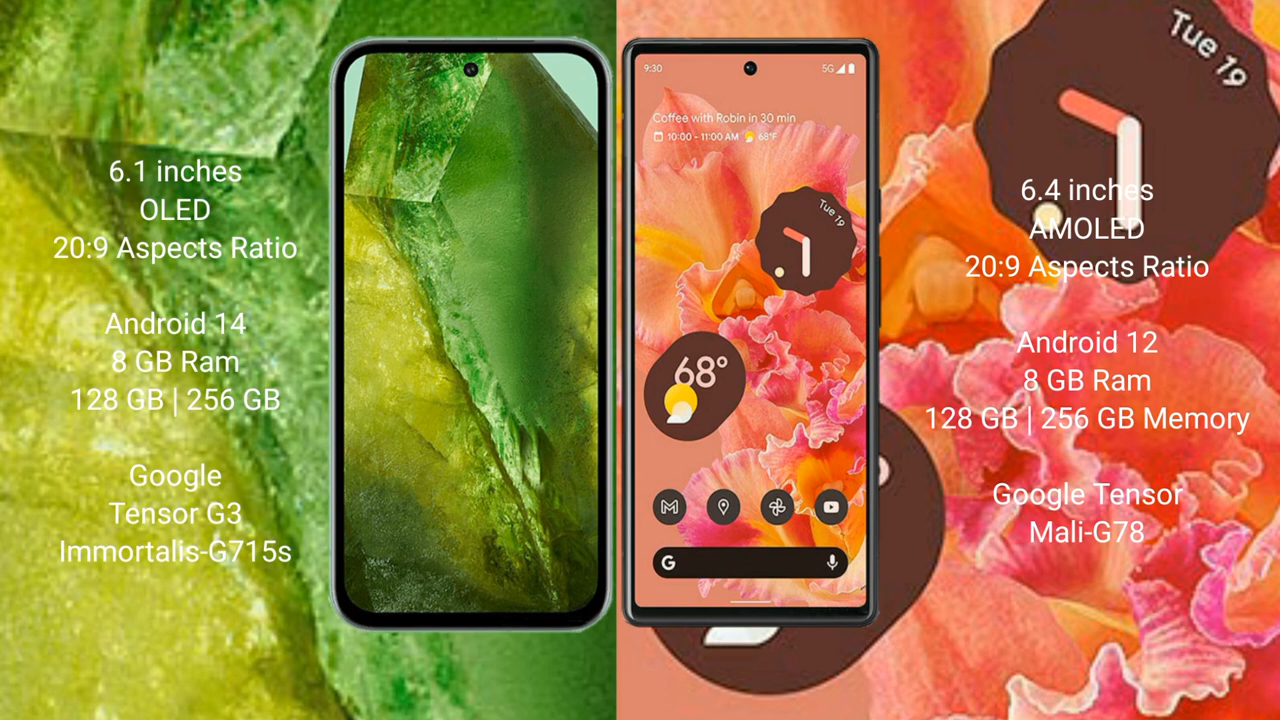 6.1 inches
OLED
20:9 Aspects Ratio
Android 14
8 GB Ram
128 GB | 256 GB
Google
Tensor G3
Immortalis-G715s
9:30
5G
Coffee with Robin in 30 min
10:00 - 11:00 AM 68°F
Tue 19
68°
G
Tue 19
6.4 inches
AMOLED
20:9 Aspects Ratio
Android 12
8 GB Ram
128 GB | 256 GB Memory
Google Tensor
Mali-G78